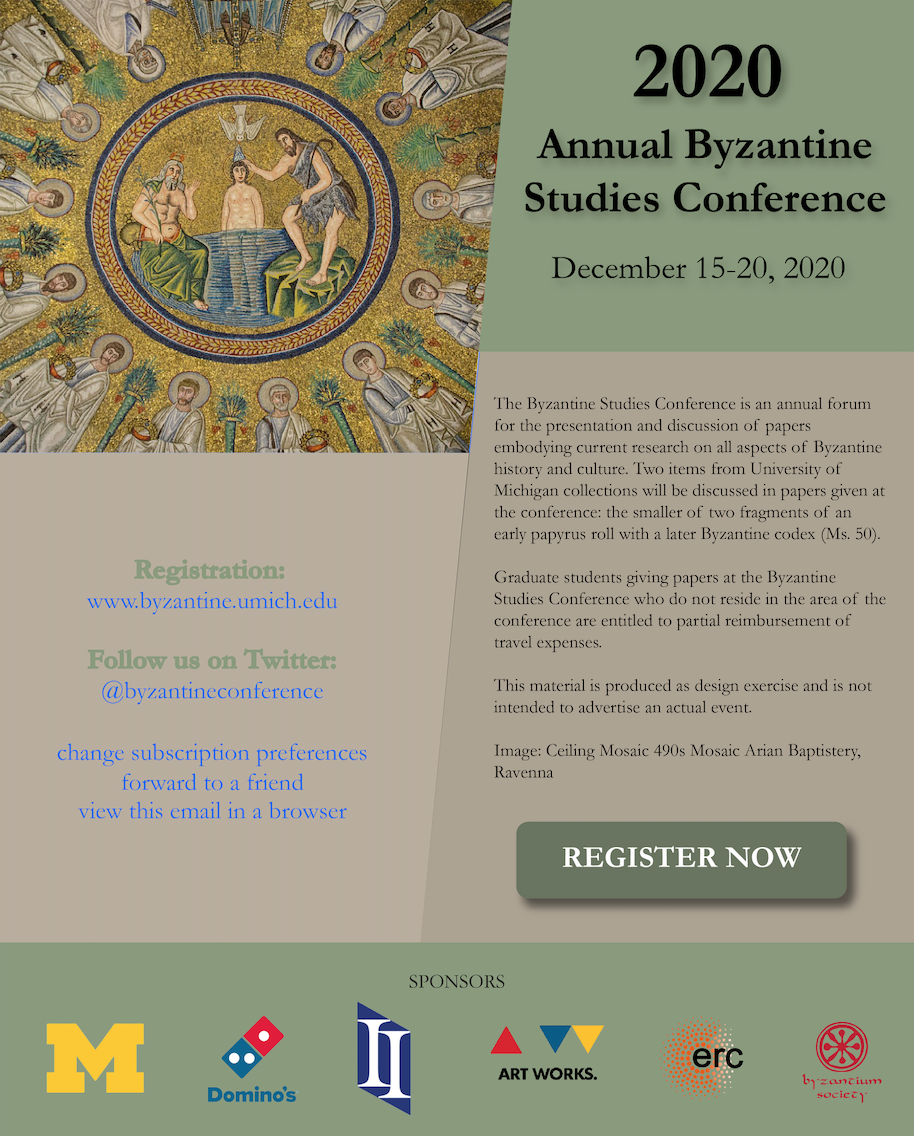 2020
Annual Byzantine
Studies Conference
December 15-20, 2020
The Byzantine Studies Conference is an annual forum
for the presentation and discussion of papers
embodying current research on all aspects of Byzantine
history and culture. Two items from University of
Michigan collections will be discussed in papers given at
the conference: the smaller of two fragments of an
early papyrus roll with a later Byzantine codex (Ms. 50).
Graduate students giving papers at the Byzantine
Studies Conference who do not reside in the area of the
conference are entitled to partial reimbursement of
travel expenses.
This material is produced as design exercise and is not
intended to advertise an actual event.
Image: Ceiling Mosaic 490s Mosaic Arian Baptistery,
Ravenna
REGISTER NOW
Registration:
www.byzantine.umich.edu
Follow us on Twitter:
@byzantineconference
change subscription preferences
forward to a friend
view this email in a browser
SPONSORS
M
Domino's
II
ART WORKS.
erc
byzantium
society